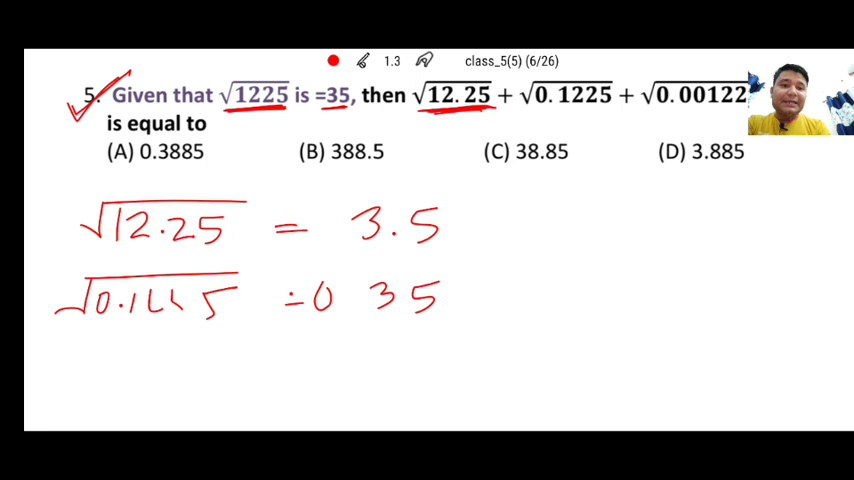 1.3 class_5(5) (6/26)
5. Given that √1225 is =35, then √12.25 + √0.1225 + √0.00122
is equal to
(A) 0.3885 (B) 388.5 (C) 38.85 (D) 3.885
√12.25 = 3.5
=0 35